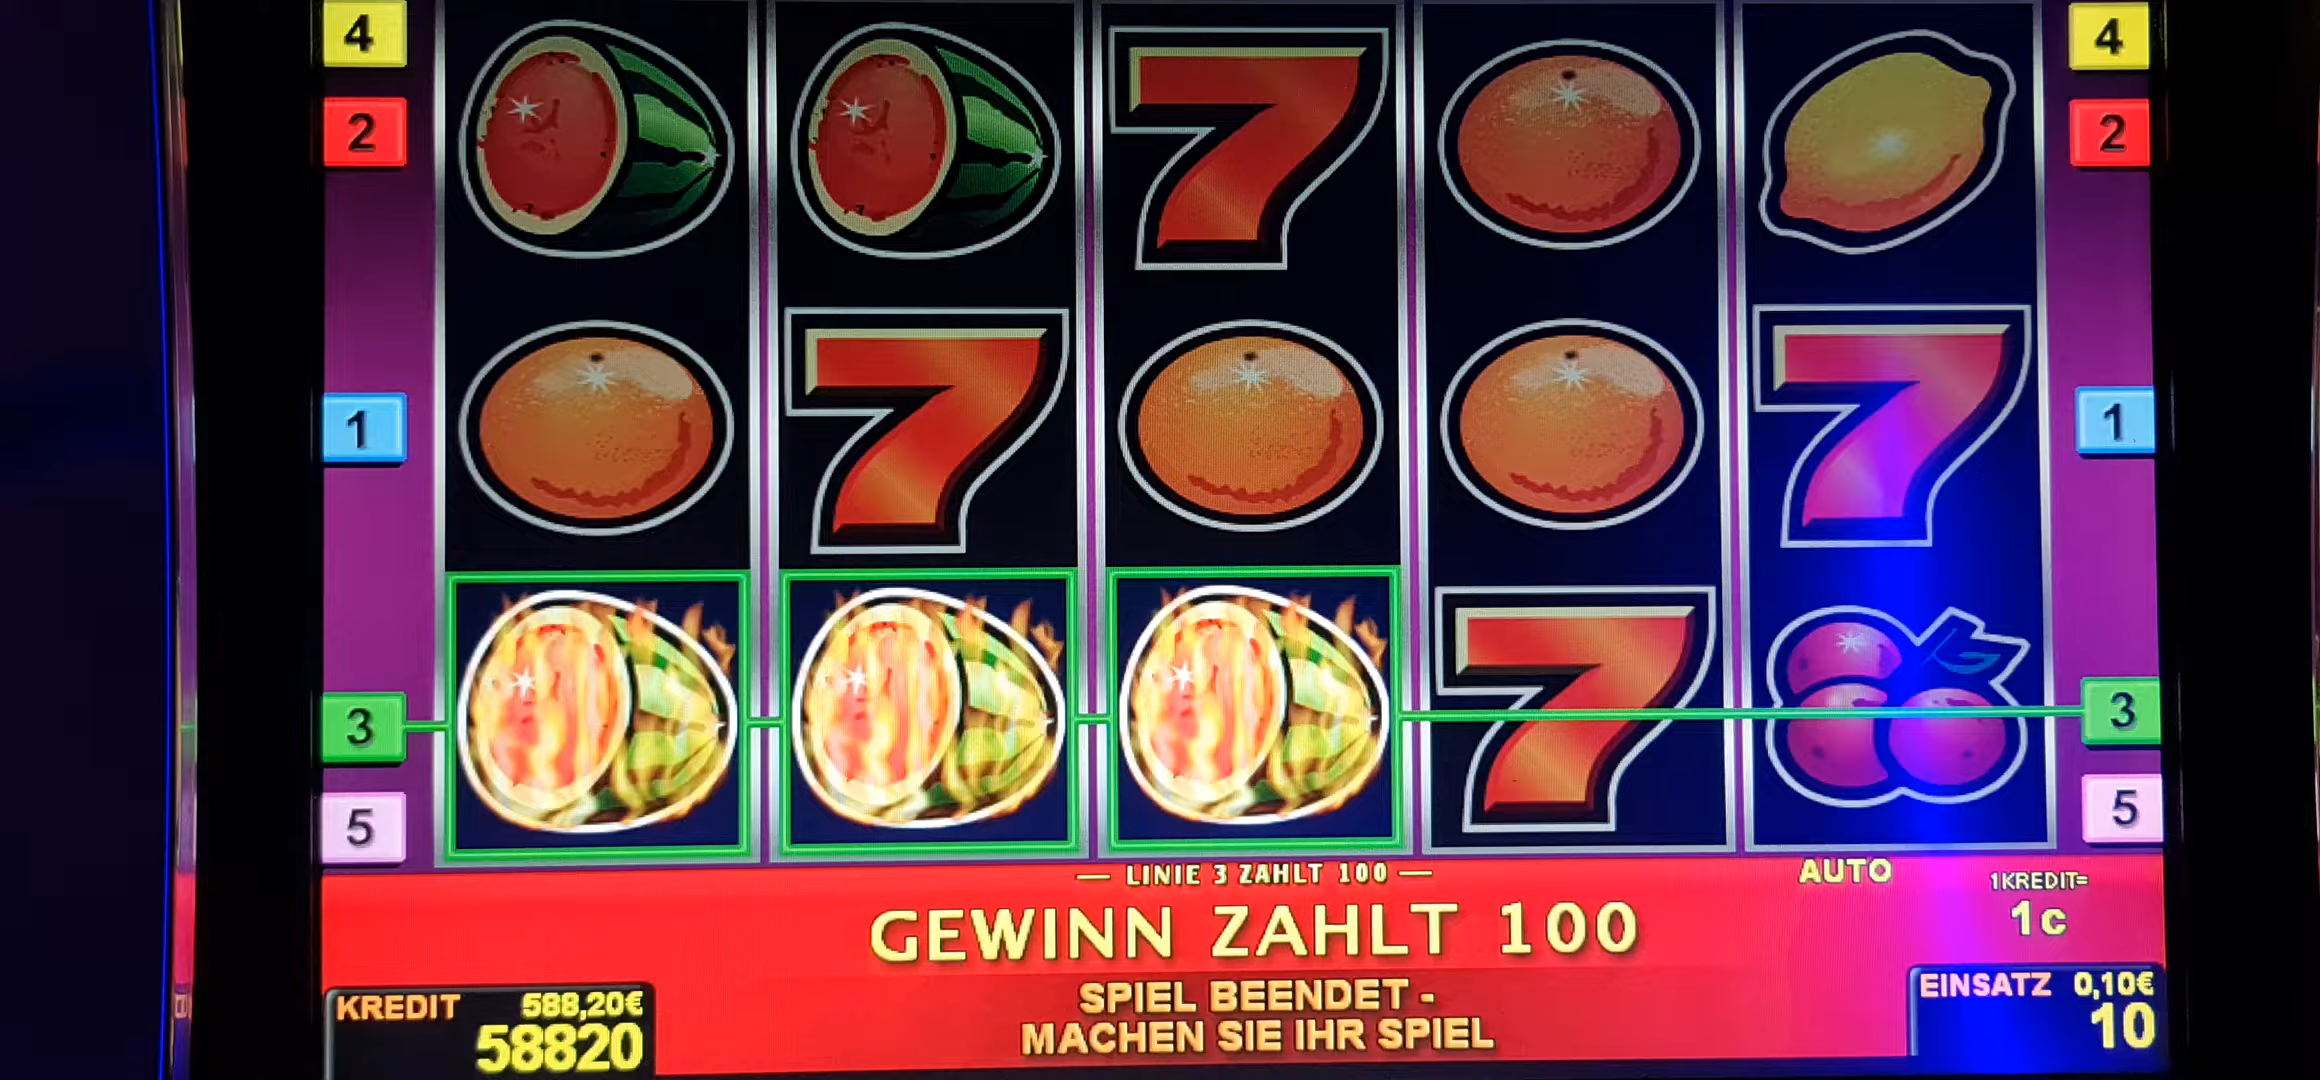 4
4
2
2
1
1
3
3
5
5
— LINIE 3 ZAHLT 100 —
AUTO
1KREDIT=
1c
GEWINN ZAHLT 100
SPIEL BEENDET -
MACHEN SIE IHR SPIEL
KREDIT 588,20€
58820
EINSATZ 0,10€
10